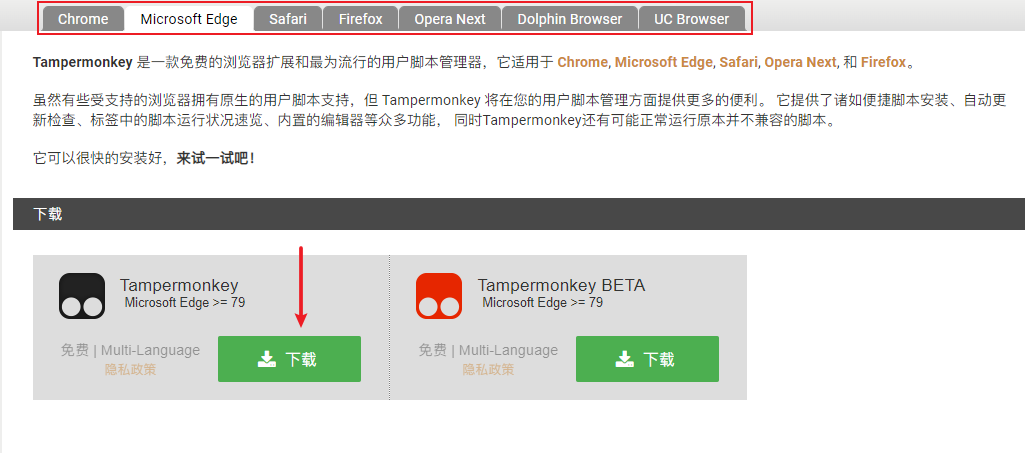 Chrome Microsoft Edge Safari Firefox Opera Next Dolphin Browser UC Browser
Tampermonkey 是一款免费的浏览器扩展和最为流行的用户脚本管理器，它适用于 Chrome, Microsoft Edge, Safari, Opera Next, 和 Firefox。
虽然有些受支持的浏览器拥有原生的用户脚本支持，但 Tampermonkey 将在您的用户脚本管理方面提供更多的便利。 它提供了诸如便捷脚本安装、自动更
新检查、标签中的脚本运行状况速览、内置的编辑器等众多功能， 同时Tampermonkey还有可能正常运行原本并不兼容的脚本。
它可以很快的安装好，来试一试吧！
下载
Tampermonkey
Microsoft Edge >= 79
免费 | Multi-Language
隐私政策
下载
Tampermonkey BETA
Microsoft Edge >= 79
免费 | Multi-Language
隐私政策
下载